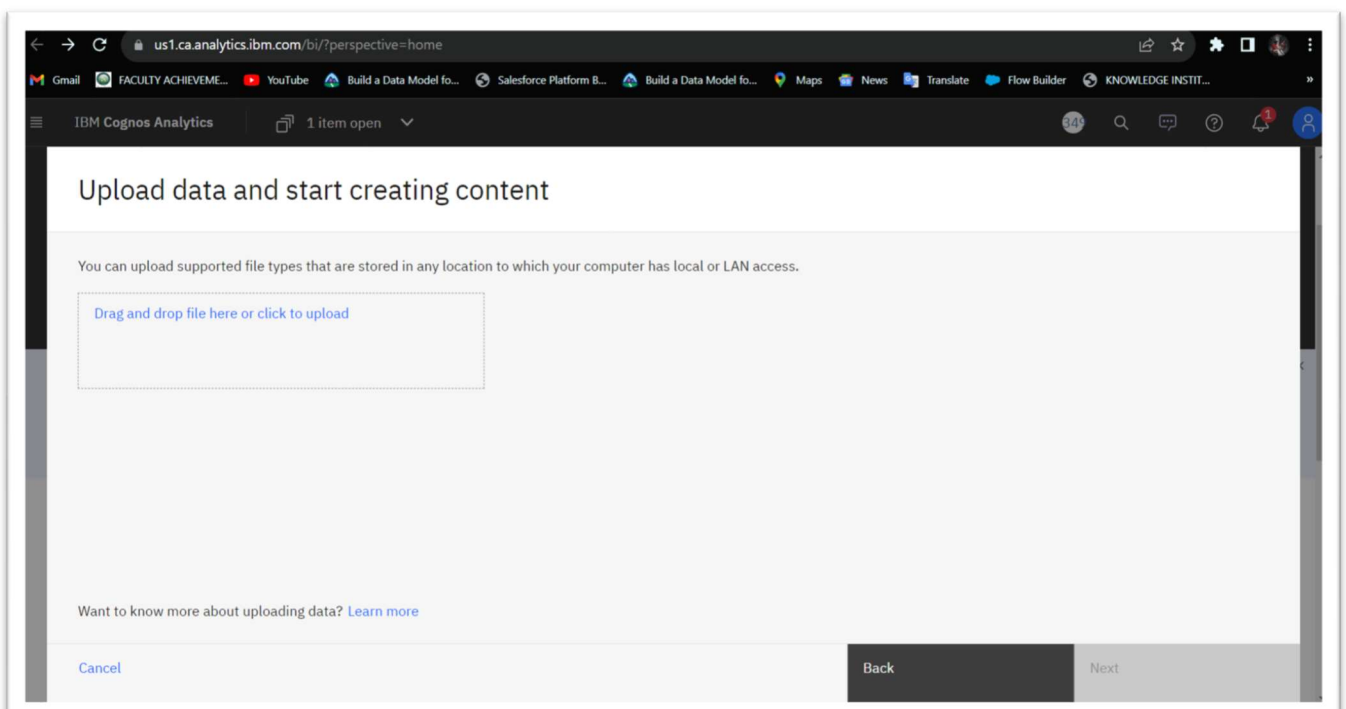 us1.ca.analytics.ibm.com/bi/?perspective=home
Gmail FACULTY ACHIEVEME... YouTube Build a Data Model fo... Salesforce Platform B... Build a Data Model fo... Maps News Translate Flow Builder KNOWLEDGE INSTIT... »
IBM Cognos Analytics 1 item open 349 1
Upload data and start creating content
You can upload supported file types that are stored in any location to which your computer has local or LAN access.
Drag and drop file here or click to upload
Want to know more about uploading data? Learn more
Cancel Back Next